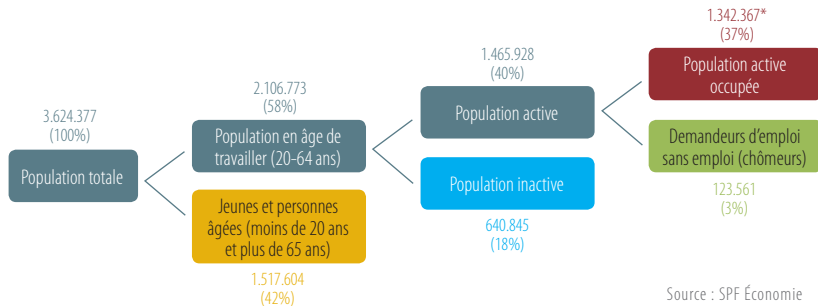 3.624.377
(100%)
Population totale
2.106.773
(58%)
Population en âge de
travailler (20-64 ans)
Jeunes et personnes
âgées (moins de 20 ans
et plus de 65 ans)
1.517.604
(42%)
1.465.928
(40%)
Population active
Population inactive
640.845
(18%)
1.342.367*
(37%)
Population active
occupée
Demandeurs d’emploi
sans emploi (chômeurs)
123.561
(3%)
Source : SPF Économie